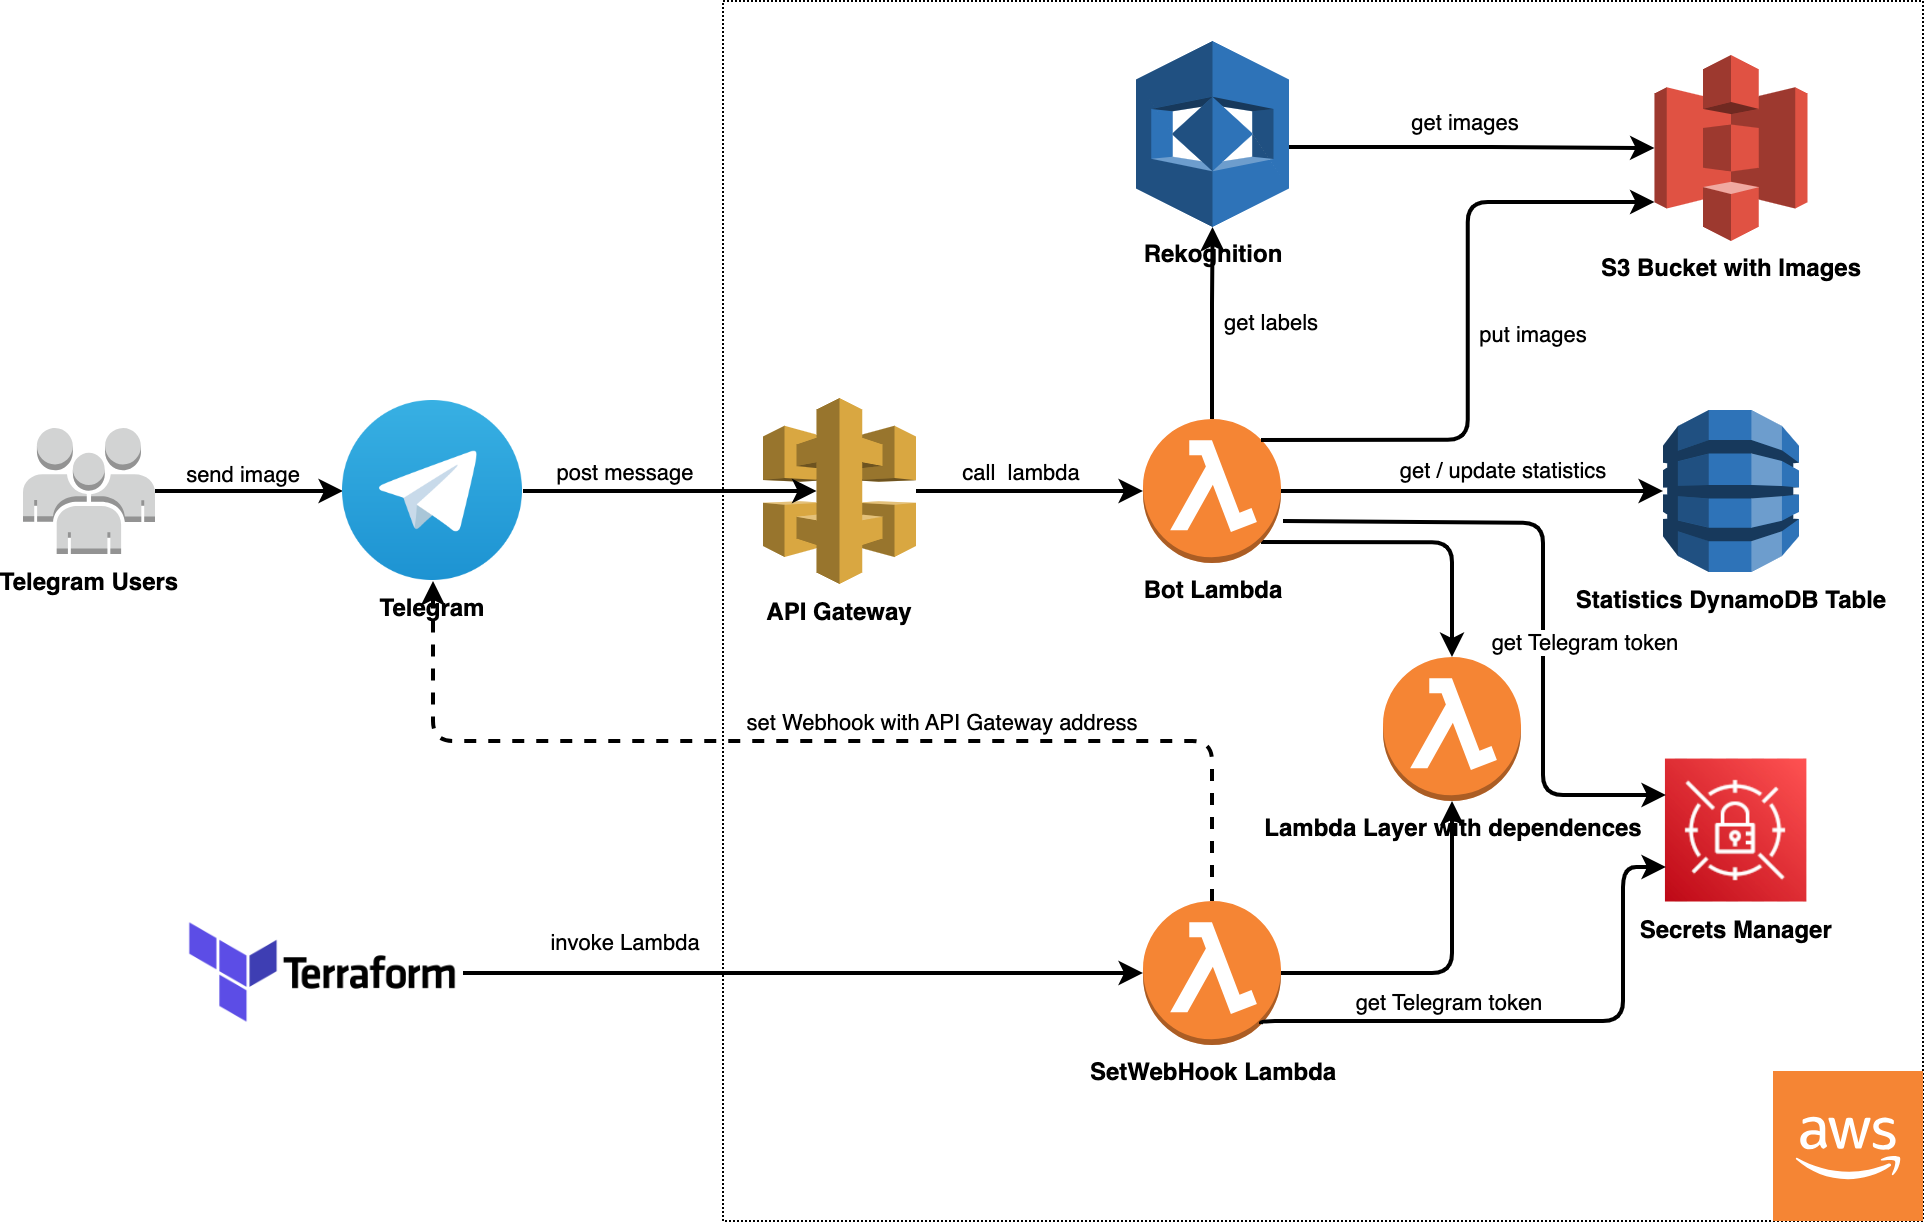 get images
Rekognition
S3 Bucket with Images
get labels
put images
send image
post message
call  lambda
get / update statistics
Telegram Users
Telegram
API Gateway
Bot Lambda
Statistics DynamoDB Table
get Telegram token
set Webhook with API Gateway address
Lambda Layer with dependences
Secrets Manager
invoke Lambda
Terraform
get Telegram token
SetWebHook Lambda
aws